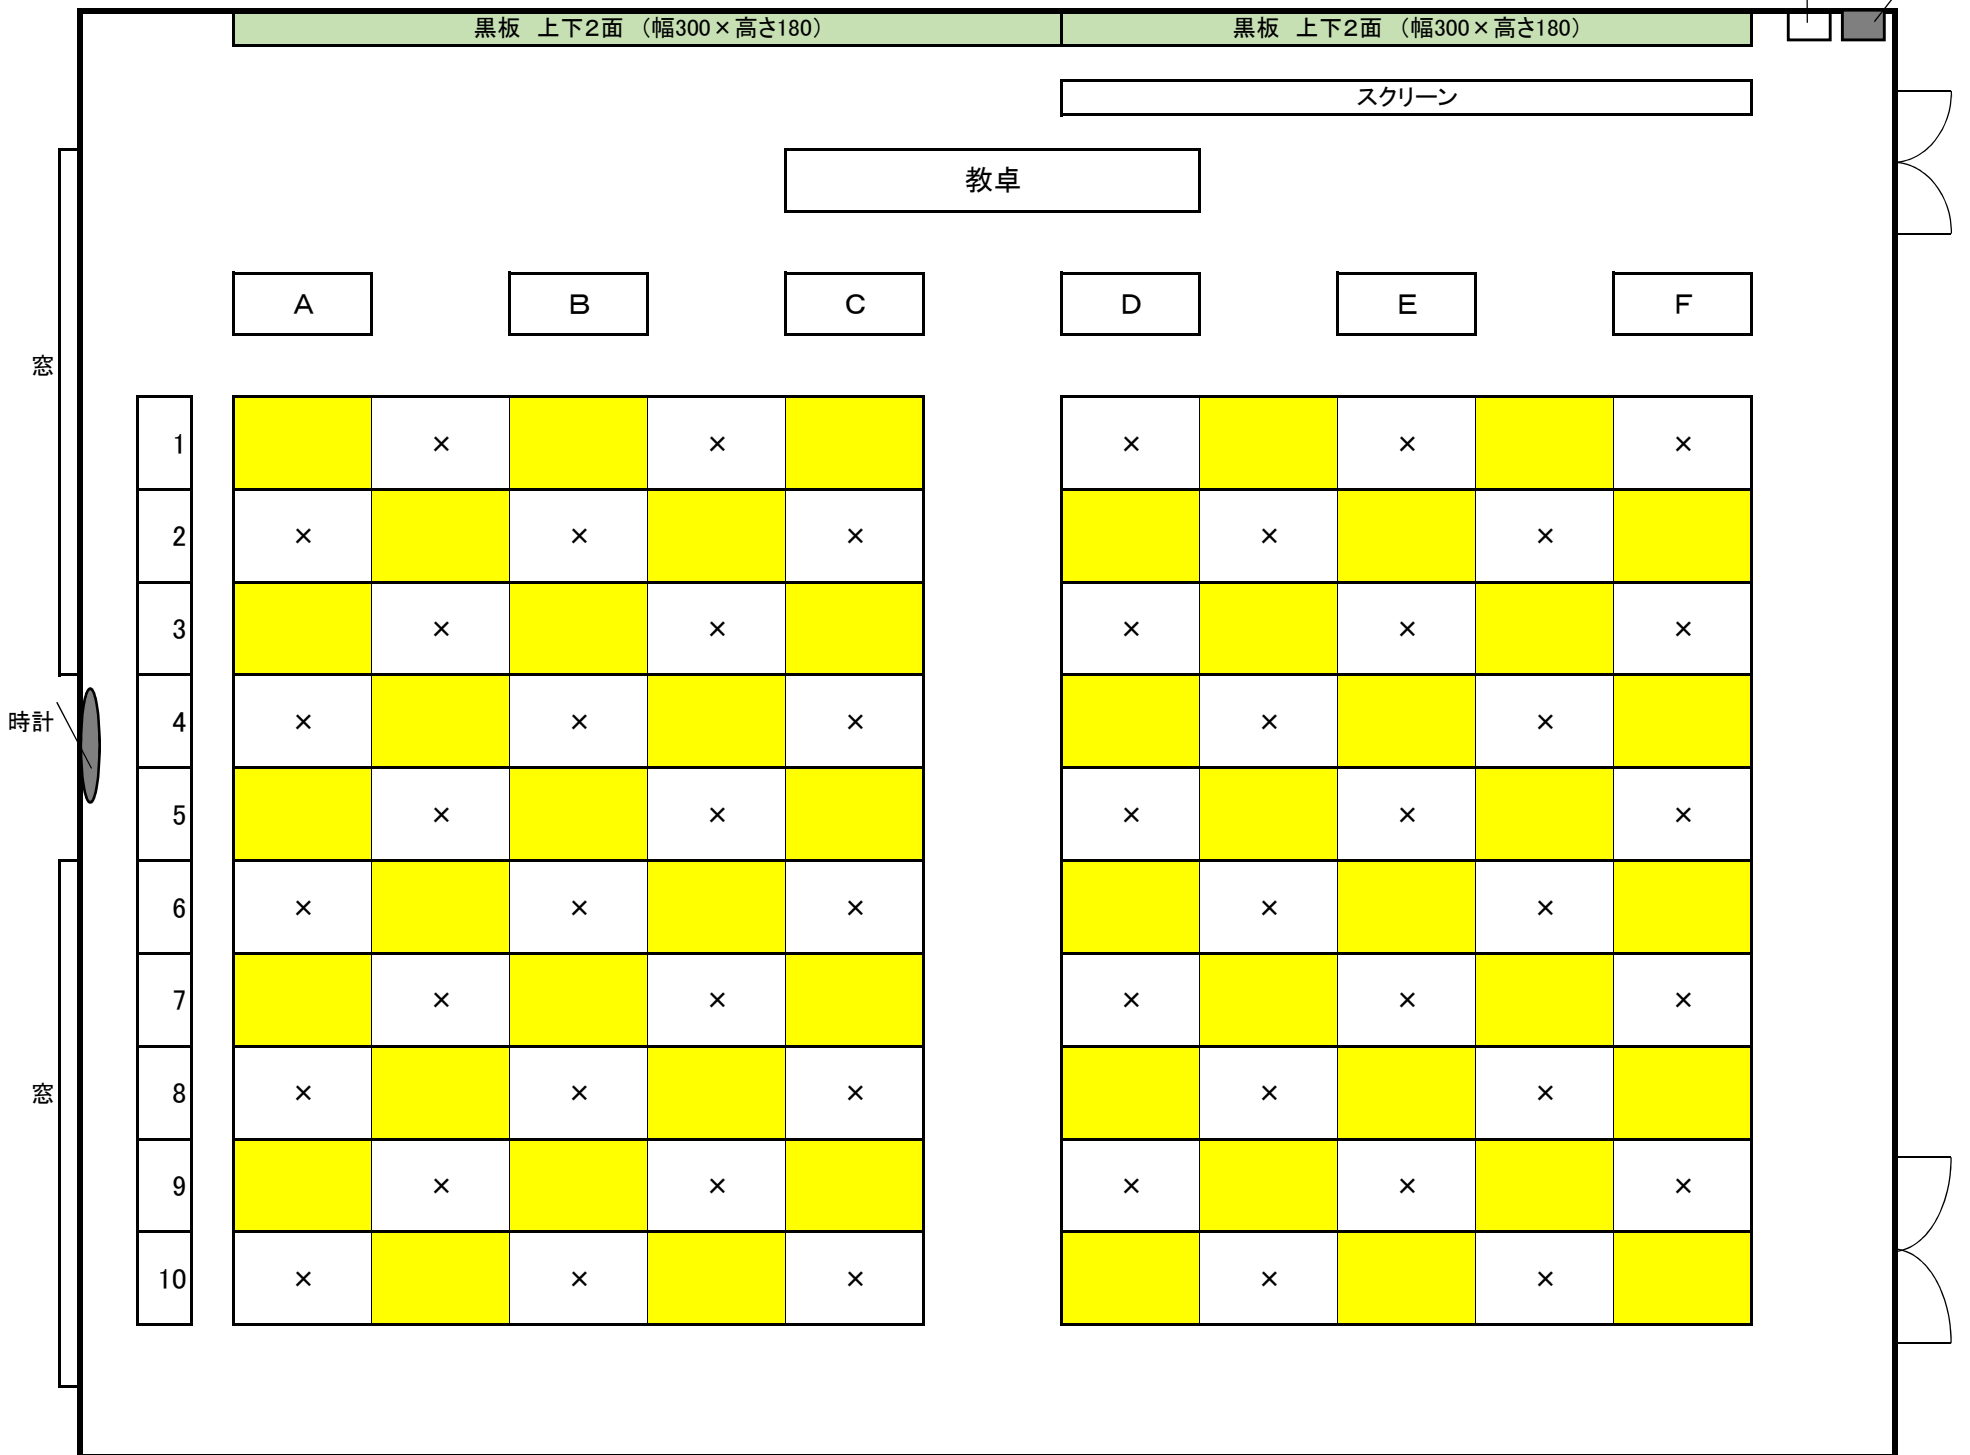 黒板 上下2面 (幅300×高さ180) 黒板 上下2面 (幅300×高さ180)
スクリーン
教卓
A B C D E F
窓
1 × × × × ×
2 × × × × ×
3 × × × × ×
時計
4 × × × × ×
5 × × × × ×
6 × × × × ×
7 × × × × ×
窓
8 × × × × ×
9 × × × × ×
10 × × × × ×